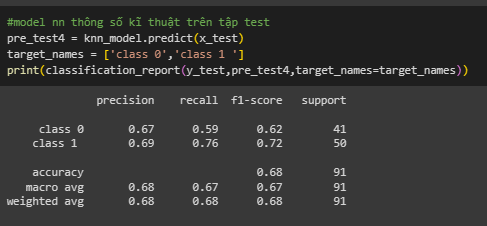 #model nn thông số kĩ thuật trên tập test
pre_test4 = knn_model.predict(x_test)
target_names = ['class 0','class 1 ']
print(classification_report(y_test,pre_test4,target_names=target_names))
precision recall f1-score support
class 0 0.67 0.59 0.62 41
class 1 0.69 0.76 0.72 50
accuracy 0.68 91
macro avg 0.68 0.67 0.67 91
weighted avg 0.68 0.68 0.68 91